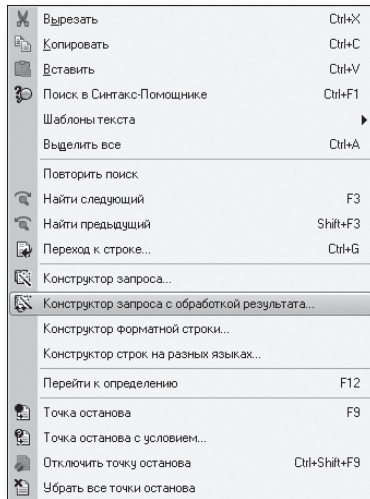 Вырезать Ctrl+X
Копировать Ctrl+C
Вставить Ctrl+V
Поиск в Синтакс-Помощнике Ctrl+F1
Шаблоны текста
Выделить все Ctrl+A
Повторить поиск
Найти следующий F3
Найти предыдущий Shift+F3
Переход к строке... Ctrl+G
Конструктор запроса...
Конструктор запроса с обработкой результата...
Конструктор форматной строки...
Конструктор строк на разных языках...
Перейти к определению F12
Точка останова F9
Точка останова с условием...
Отключить точку останова Ctrl+Shift+F9
Убрать все точки останова